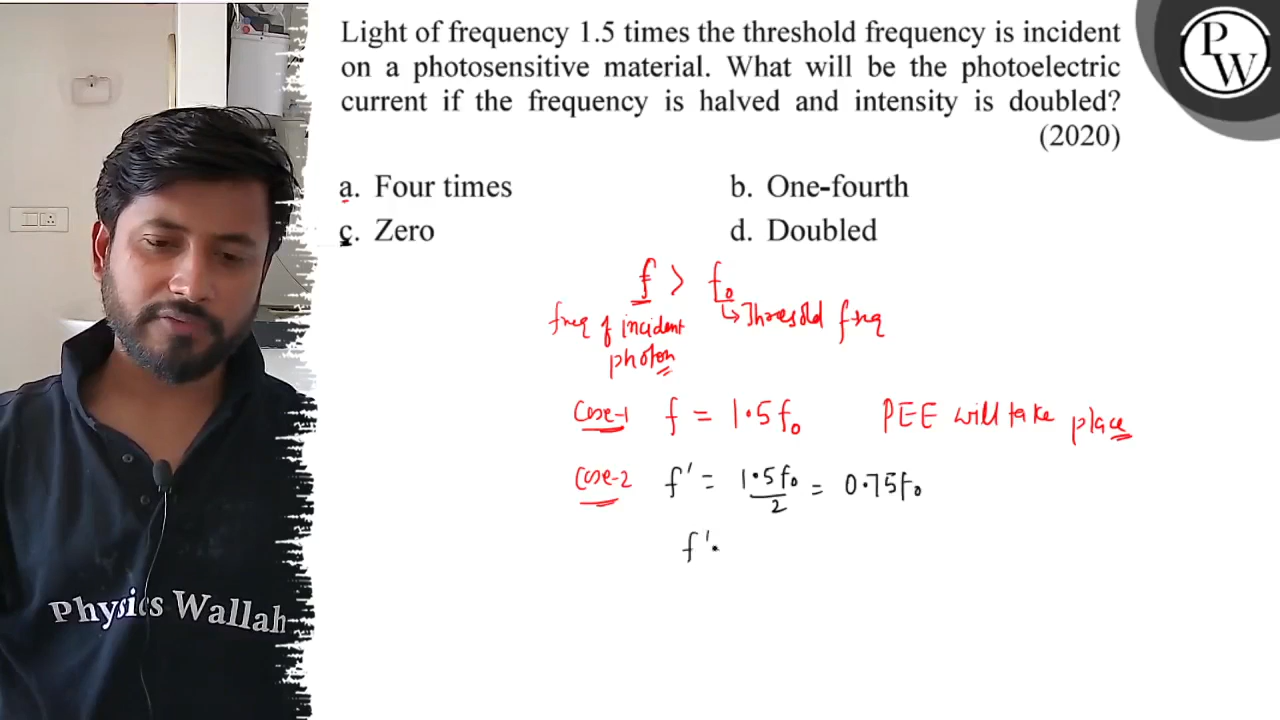 Light of frequency 1.5 times the threshold frequency is incident
on a photosensitive material. What will be the photoelectric
current if the frequency is halved and intensity is doubled?
(2020)
a. Four times b. One-fourth
c. Zero d. Doubled
f > f₀
freq of incident photon
↳ Thresold freq
Case-1 f = 1.5f₀ PEE will take place
Case-2 f' = 1.5f₀/2 = 0.75f₀
f'
Physics Wallah
PW